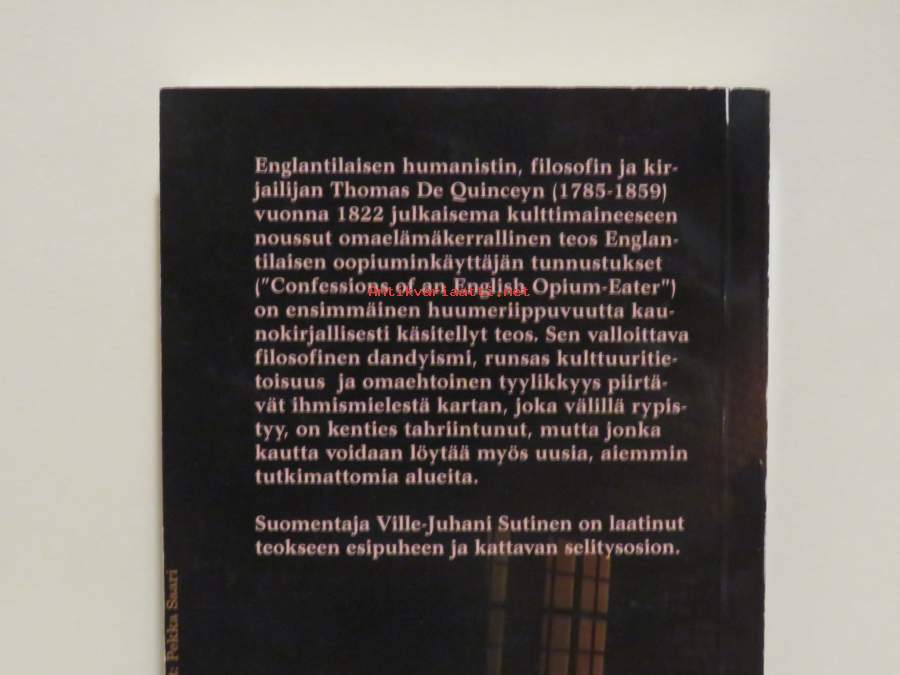 Englantilaisen humanistin, filosofin ja kir-
jailijan Thomas De Quinceyn (1785-1859)
vuonna 1822 julkaisema kulttimaineeseen
noussut omaelämäkerrallinen teos Englan-
tilaisen oopiuminkäyttäjän tunnustukset
("Confessions of an English Opium-Eater")
Antikvariaatti.net
on ensimmäinen huumeriippuvuutta kau-
nokirjallisesti käsitellyt teos. Sen valloittava
filosofinen dandyismi, runsas kulttuuritie-
toisuus ja omaehtoinen tyylikkyys piirtä-
vät ihmismielestä kartan, joka välillä rypis-
tyy, on kenties tahriintunut, mutta jonka
kautta voidaan löytää myös uusia, aiemmin
tutkimattomia alueita.
Suomentaja Ville-Juhani Sutinen on laatinut
teokseen esipuheen ja kattavan selitysosion.
t: Pekka Saari